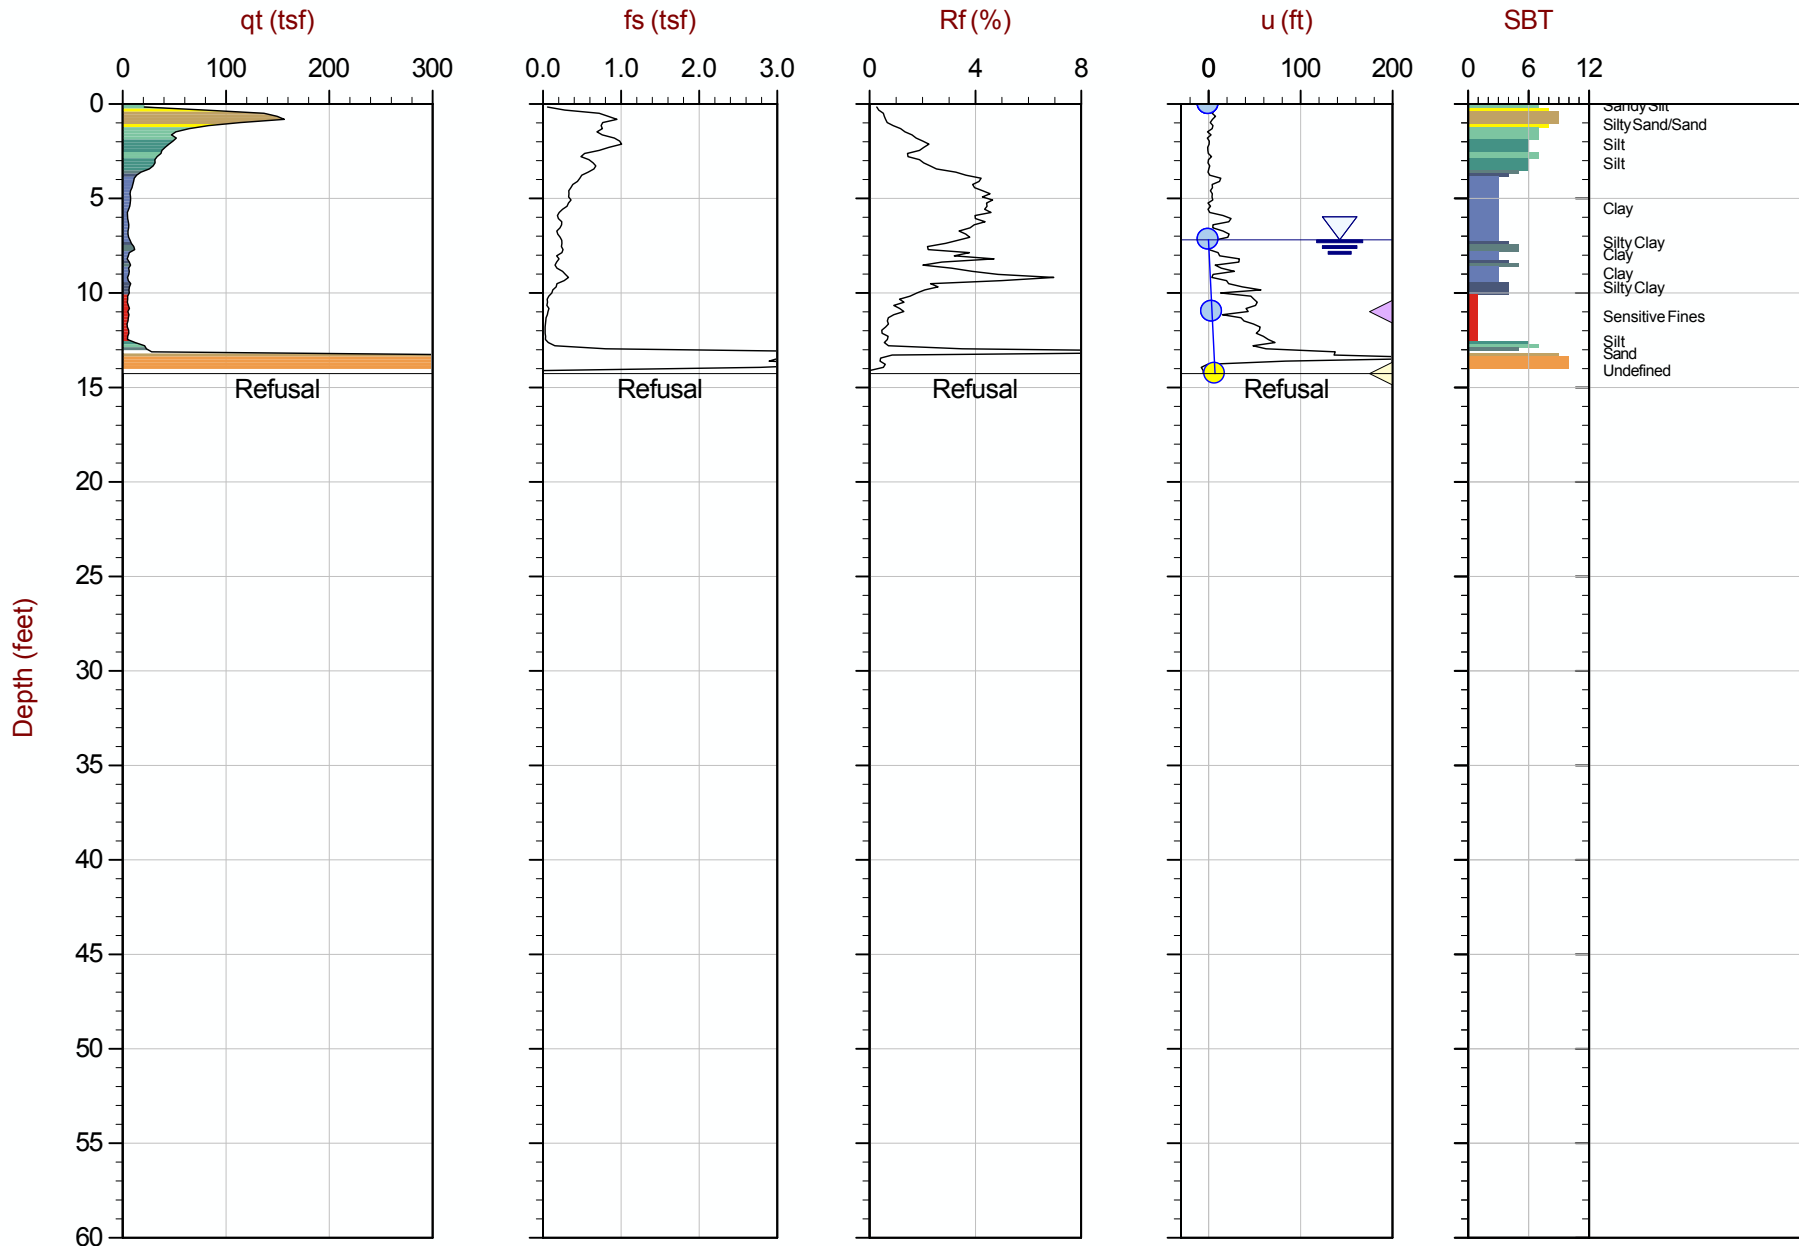 qt (tsf) fs (tsf) Rf (%) u (ft) SBT
0 100 200 300 0.0 1.0 2.0 3.0 0 4 8 0 100 200 0 6 12
0
Sandy Silt
Silty Sand/Sand
Silt
Silt
5
Clay
Silty Clay
Clay
Clay
Silty Clay
10
Sensitive Fines
Silt
Sand
Undefined
15
Refusal Refusal Refusal Refusal
20
25
30
Depth (feet)
35
40
45
50
55
60